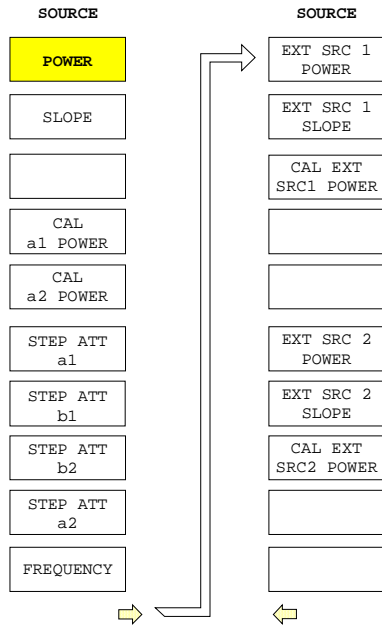 SOURCE
POWER
SLOPE
CAL
a1 POWER
CAL
a2 POWER
STEP ATT
a1
STEP ATT
b1
STEP ATT
b2
STEP ATT
a2
FREQUENCY
SOURCE
EXT SRC 1
POWER
EXT SRC 1
SLOPE
CAL EXT
SRC1 POWER
EXT SRC 2
POWER
EXT SRC 2
SLOPE
CAL EXT
SRC2 POWER